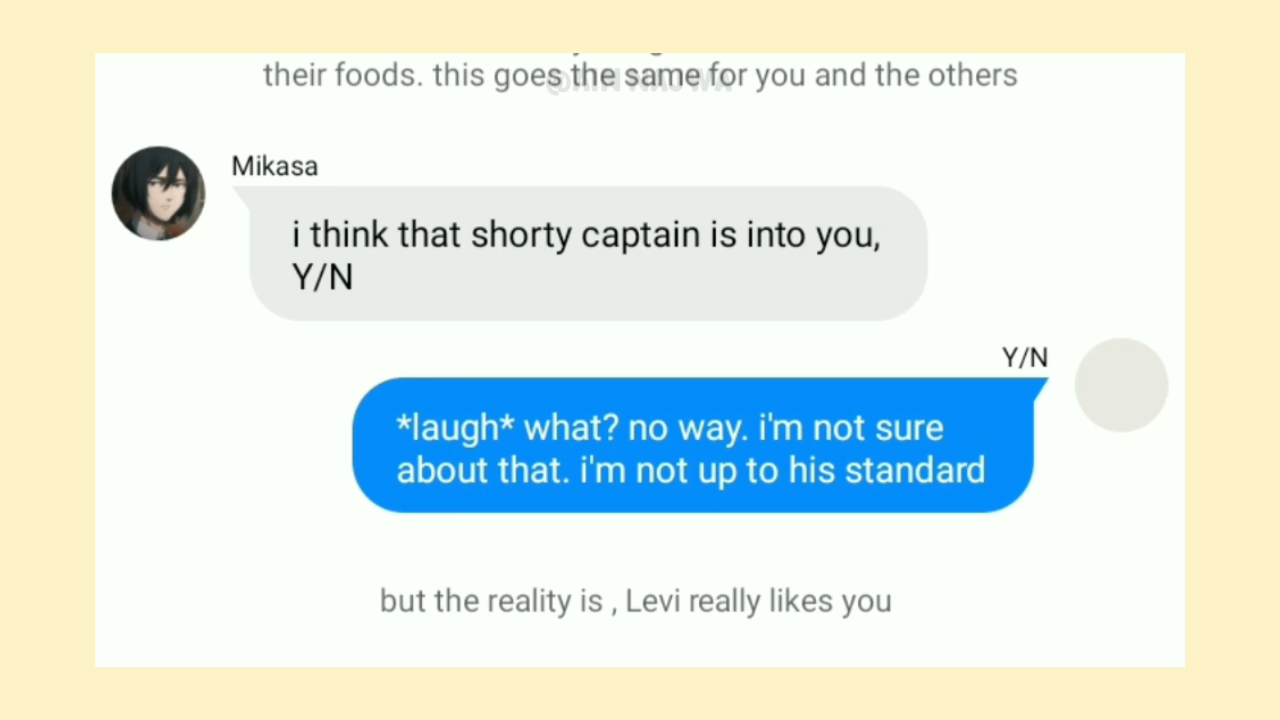 their foods. this goes the same for you and the others
Mikasa
i think that shorty captain is into you,
Y/N
Y/N
*laugh* what? no way. i'm not sure
about that. i'm not up to his standard
but the reality is , Levi really likes you